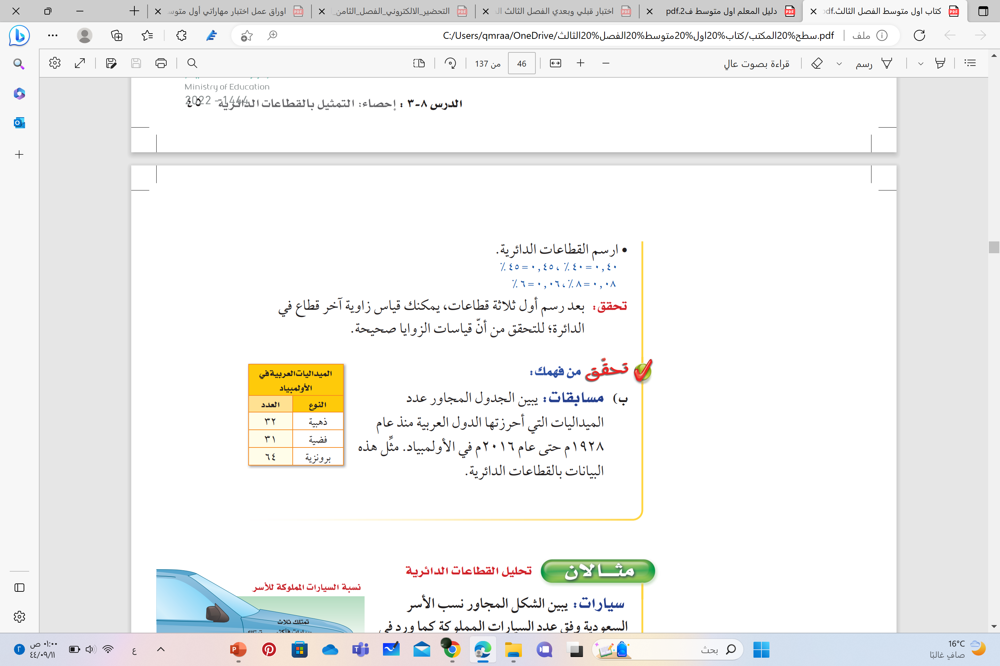 كتاب اول متوسط الفصل الثالث.pdf
دليل المعلم اول متوسط ف2.pdf
اختبار قبلي وبعدي الفصل الثالث
التحضير_الالكتروني_الفصل_الثامن_
اوراق عمل اختبار مهاراتي أول متوس
ملف
C:/Users/qmraa/OneDrive/سطح%20المكتب/كتاب%20اول%20متوسط%20الفصل%20الثالث.pdf
رسم
قراءة بصوت عالٍ
46
من 137
Ministry of Education
2022 - 1444
الدرس ٨-٣ : إحصاء: التمثيل بالقطاعات الدائرية ٤٥
• ارسم القطاعات الدائرية.
٠,٤٠ = ٤٠ ٪ ، ٠,٤٥ = ٤٥ ٪
٠,٠٨ = ٨ ٪ ، ٠,٠٦ = ٦ ٪
تحقق: بعد رسم أول ثلاثة قطاعات، يمكنك قياس زاوية آخر قطاع في
الدائرة؛ للتحقق من أنّ قياسات الزوايا صحيحة.
تحقّق من فهمك:
ب) مسابقات: يبين الجدول المجاور عدد
الميداليات التي أحرزتها الدول العربية منذ عام
١٩٢٨م حتى عام ٢٠١٦م في الأولمبياد. مثِّل هذه
البيانات بالقطاعات الدائرية.
الميداليات العربية في
الأولمبياد
النوع العدد
ذهبية ٣٢
فضية ٣١
برونزية ٦٤
مثـــالان
تحليل القطاعات الدائرية
سيارات: يبين الشكل المجاور نسب الأسر
السعودية وفق عدد السيارات المملوكة كما ورد في
نسبة السيارات المملوكة للأسر
تمتلك ثلاث
سيارات فأكثر
تمتلك
16°C
صافٍ غالبًا
بحث
ع
٠١:٠٠ ص
٤٤/٠٩/١١
٢